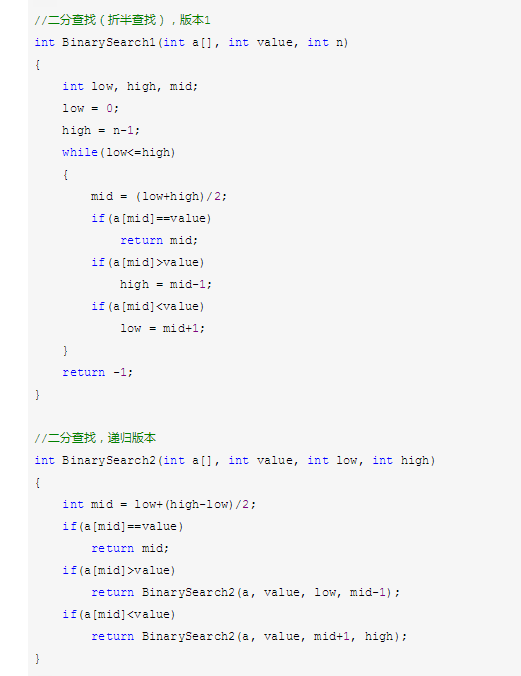 //二分查找（折半查找），版本1
int BinarySearch1(int a[], int value, int n)
{
    int low, high, mid;
    low = 0;
    high = n-1;
    while(low<=high)
    {
        mid = (low+high)/2;
        if(a[mid]==value)
            return mid;
        if(a[mid]>value)
            high = mid-1;
        if(a[mid]<value)
            low = mid+1;
    }
    return -1;
}

//二分查找，递归版本
int BinarySearch2(int a[], int value, int low, int high)
{
    int mid = low+(high-low)/2;
    if(a[mid]==value)
        return mid;
    if(a[mid]>value)
        return BinarySearch2(a, value, low, mid-1);
    if(a[mid]<value)
        return BinarySearch2(a, value, mid+1, high);
}